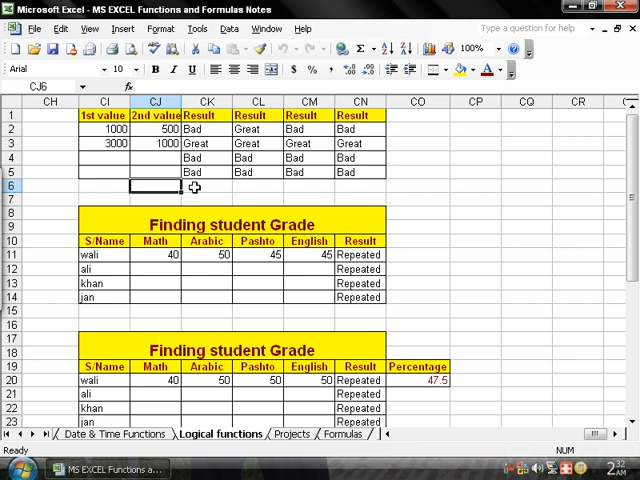 Microsoft Excel - MS EXCEL Functions and Formulas Notes
File Edit View Insert Format Tools Data Window Help
Type a question for help
100%
Arial 10 B I U
CJ6 fx
CH CI CJ CK CL CM CN CO CP CQ CR
1 1st value 2nd value Result Result Result Result
2 1000 500 Bad Great Bad Bad
3 3000 1000 Great Great Great Great
4 Bad Bad Bad Bad
5 Bad Bad Bad Bad
6
7
8
9 Finding student Grade
10 S/Name Math Arabic Pashto English Result
11 wali 40 50 45 45 Repeated
12 ali Repeated
13 khan Repeated
14 jan Repeated
15
16
17
18 Finding student Grade
19 S/Name Math Arabic Pashto English Result Percentage
20 wali 40 50 50 50 Repeated 47.5
21 ali Repeated
22 khan Repeated
23 jan Repeated
Date & Time Functions Logical functions Projects Formulas
Ready NUM
MS EXCEL Functions a... 2:32 AM